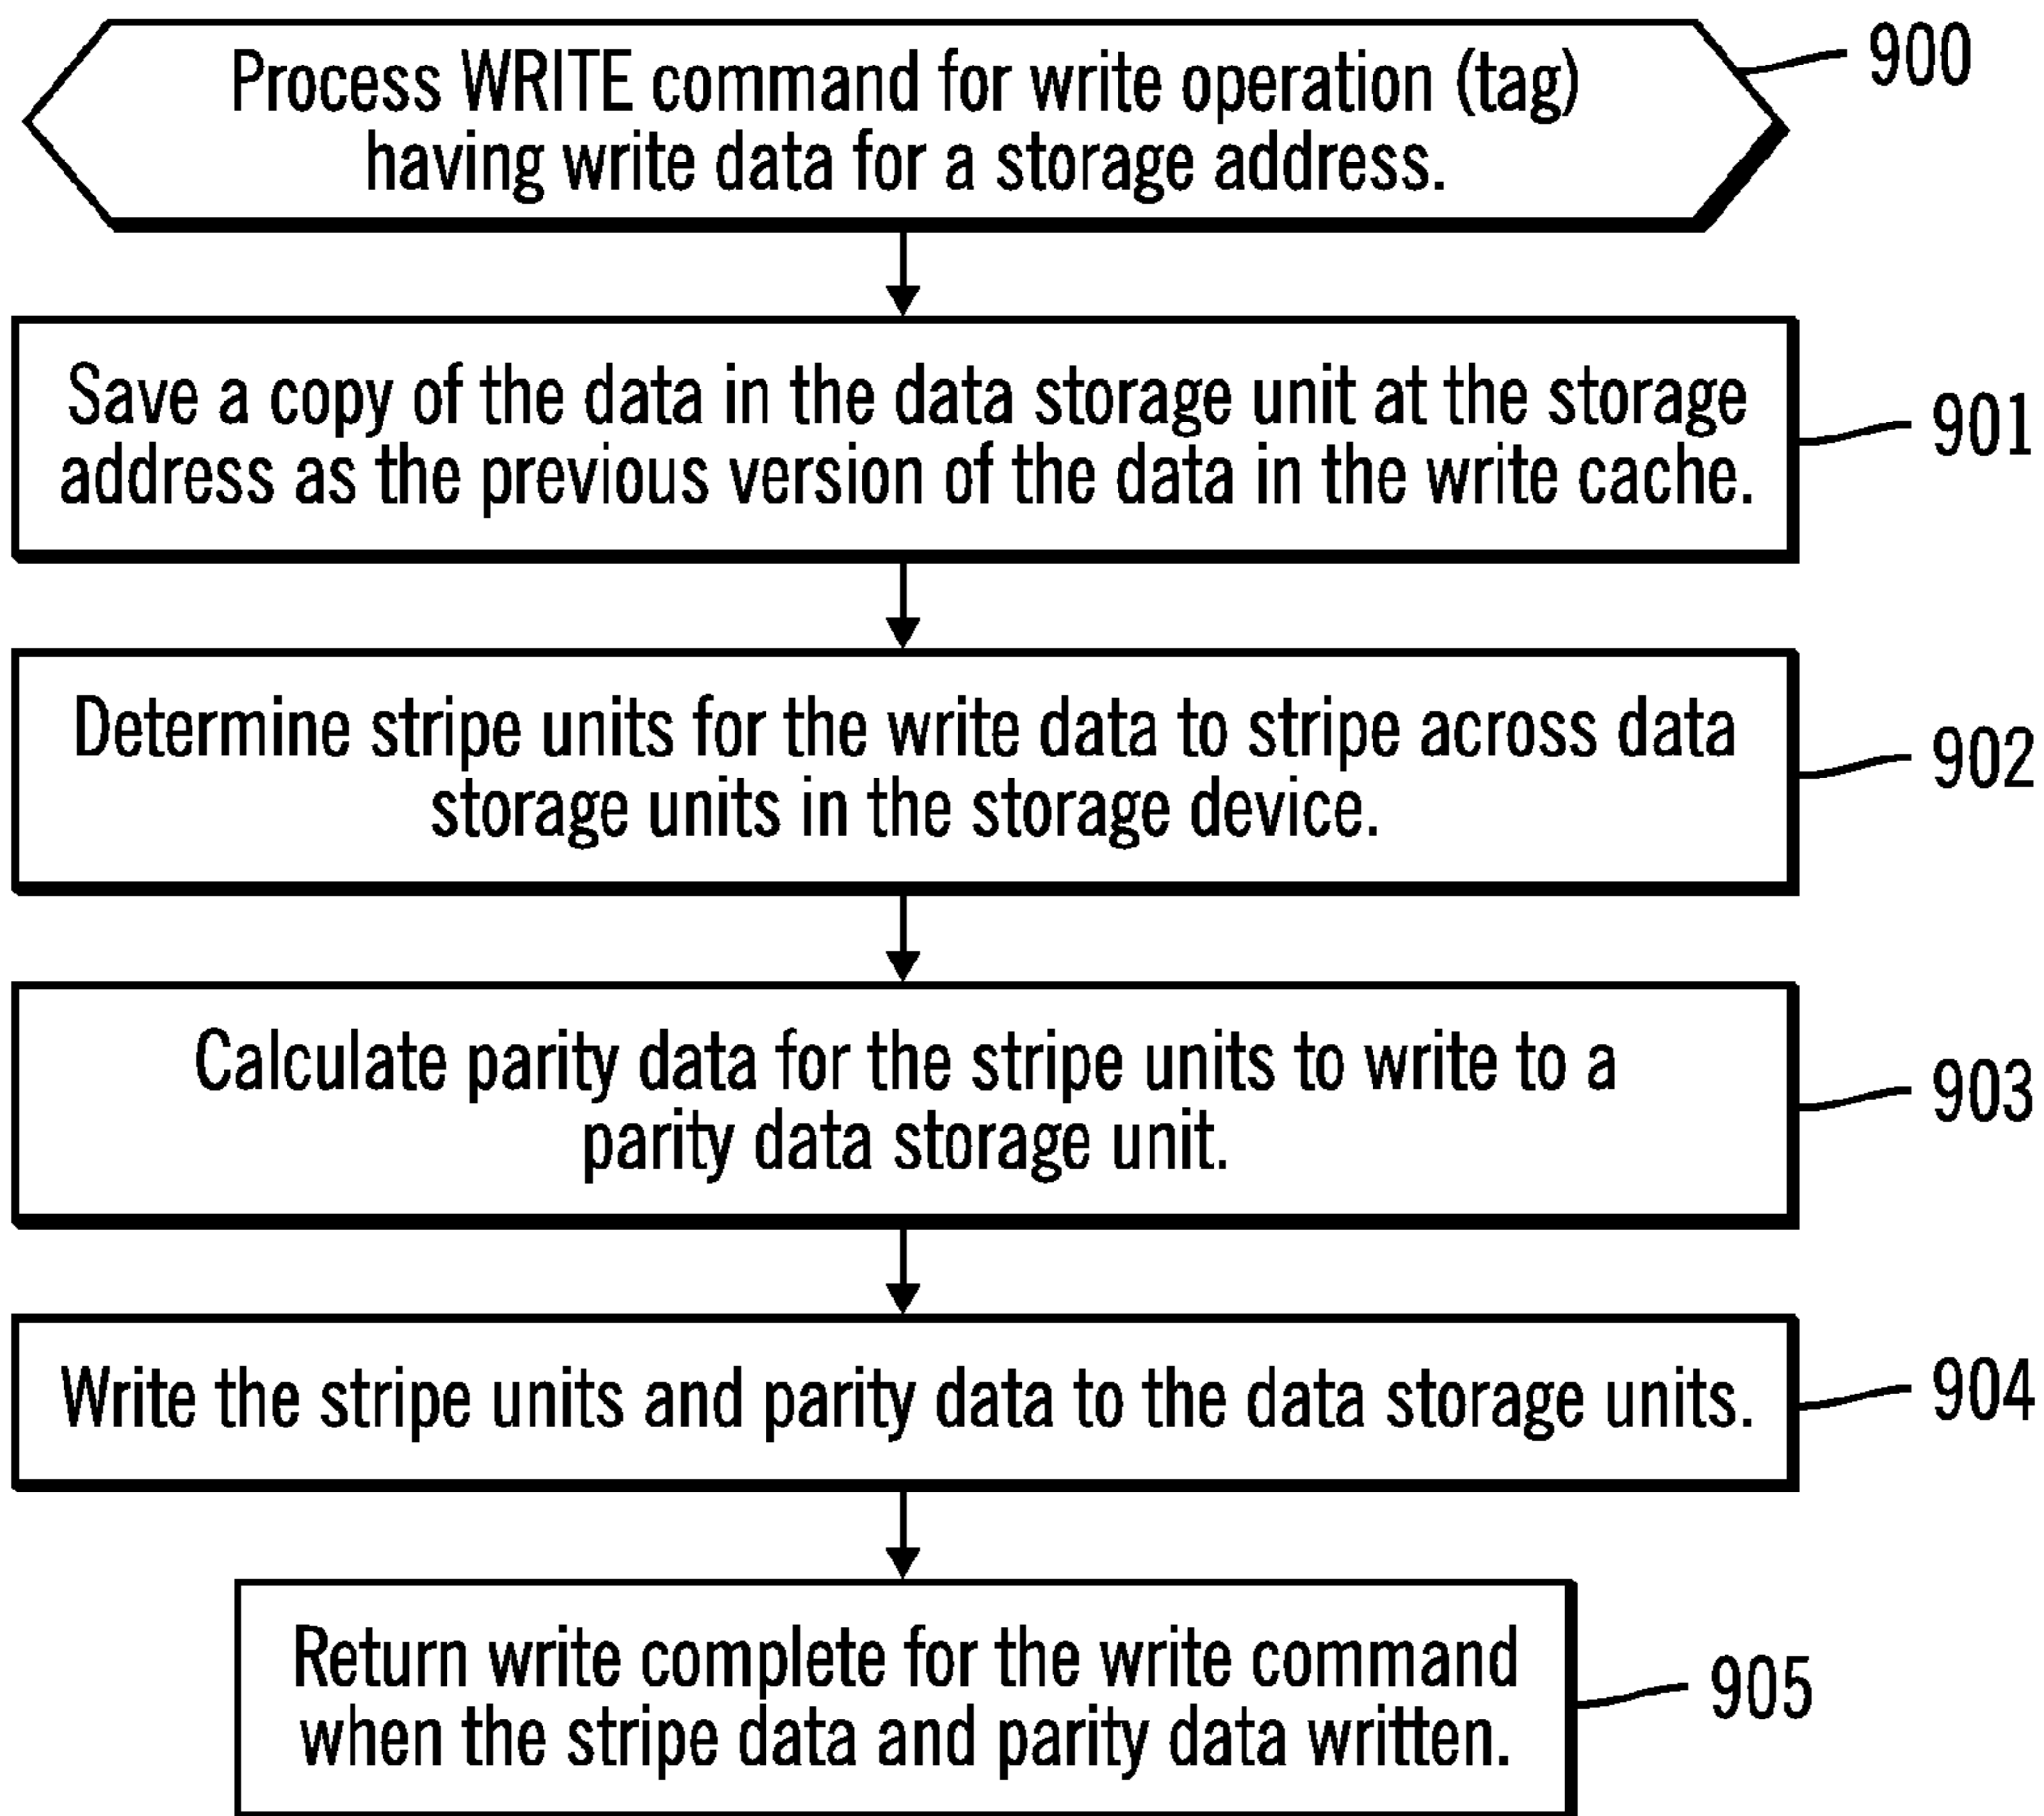 Process WRITE command for write operation (tag)
having write data for a storage address.
900
Save a copy of the data in the data storage unit at the storage
address as the previous version of the data in the write cache.
901
Determine stripe units for the write data to stripe across data
storage units in the storage device.
902
Calculate parity data for the stripe units to write to a
parity data storage unit.
903
Write the stripe units and parity data to the data storage units.
904
Return write complete for the write command
when the stripe data and parity data written.
905